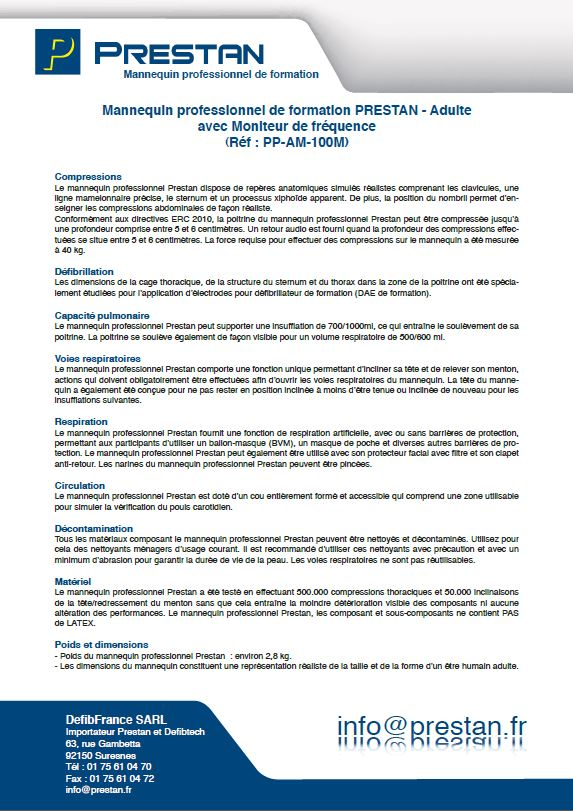 P PRESTAN
Mannequin professionnel de formation
Mannequin professionnel de formation PRESTAN - Adulte
avec Moniteur de fréquence
(Réf : PP-AM-100M)
Compressions
Le mannequin professionnel Prestan dispose de repères anatomiques simulés réalistes comprenant les clavicules, une
ligne mamelonnaire précise, le sternum et un processus xiphoïde apparent. De plus, la position du nombril permet d'en-
seigner les compressions abdominales de façon réaliste.
Conformément aux directives ERC 2010, la poitrine du mannequin professionnel Prestan peut être compressée jusqu'à
une profondeur comprise entre 5 et 6 centimètres. Un retour audio est fourni quand la profondeur des compressions effec-
tuées se situe entre 5 et 6 centimètres. La force requise pour effectuer des compressions sur le mannequin a été mesurée
à 40 kg.
Défibrillation
Les dimensions de la cage thoracique, de la structure du sternum et du thorax dans la zone de la poitrine ont été spécia-
lement étudiées pour l'application d'électrodes pour défibrillateur de formation (DAE de formation).
Capacité pulmonaire
Le mannequin professionnel Prestan peut supporter une insufflation de 700/1000ml, ce qui entraîne le soulèvement de sa
poitrine. La poitrine se soulève également de façon visible pour un volume respiratoire de 500/600 ml.
Voies respiratoires
Le mannequin professionnel Prestan comporte une fonction unique permettant d'incliner sa tête et de relever son menton,
actions qui doivent obligatoirement être effectuées afin d'ouvrir les voies respiratoires du mannequin. La tête du manne-
quin a également été conçue pour ne pas rester en position inclinée à moins d'être tenue ou inclinée de nouveau pour les
insufflations suivantes.
Respiration
Le mannequin professionnel Prestan fournit une fonction de respiration artificielle, avec ou sans barrières de protection,
permettant aux participants d'utiliser un ballon-masque (BVM), un masque de poche et diverses autres barrières de pro-
tection. Le mannequin professionnel Prestan peut également être utilisé avec son protecteur facial avec filtre et son clapet
anti-retour. Les narines du mannequin professionnel Prestan peuvent être pincées.
Circulation
Le mannequin professionnel Prestan est doté d'un cou entièrement formé et accessible qui comprend une zone utilisable
pour simuler la vérification du pouls carotidien.
Décontamination
Tous les matériaux composant le mannequin professionnel Prestan peuvent être nettoyés et décontaminés. Utilisez pour
cela des nettoyants ménagers d'usage courant. Il est recommandé d'utiliser ces nettoyants avec précaution et avec un
minimum d'abrasion pour garantir la durée de vie de la peau. Les voies respiratoires ne sont pas réutilisables.
Matériel
Le mannequin professionnel Prestan a été testé en effectuant 500.000 compressions thoraciques et 50.000 inclinaisons
de la tête/redressement du menton sans que cela entraîne la moindre détérioration visible des composants ni aucune
altération des performances. Le mannequin professionnel Prestan, les composant et sous-composants ne contient PAS
de LATEX.
Poids et dimensions
- Poids du mannequin professionnel Prestan : environ 2,8 kg.
- Les dimensions du mannequin constituent une représentation réaliste de la taille et de la forme d'un être humain adulte.
DefibFrance SARL
Importateur Prestan et Defibtech
63, rue Gambetta
92150 Suresnes
Tél : 01 75 61 04 70
Fax : 01 75 61 04 72
info@prestan.fr
info@prestan.fr